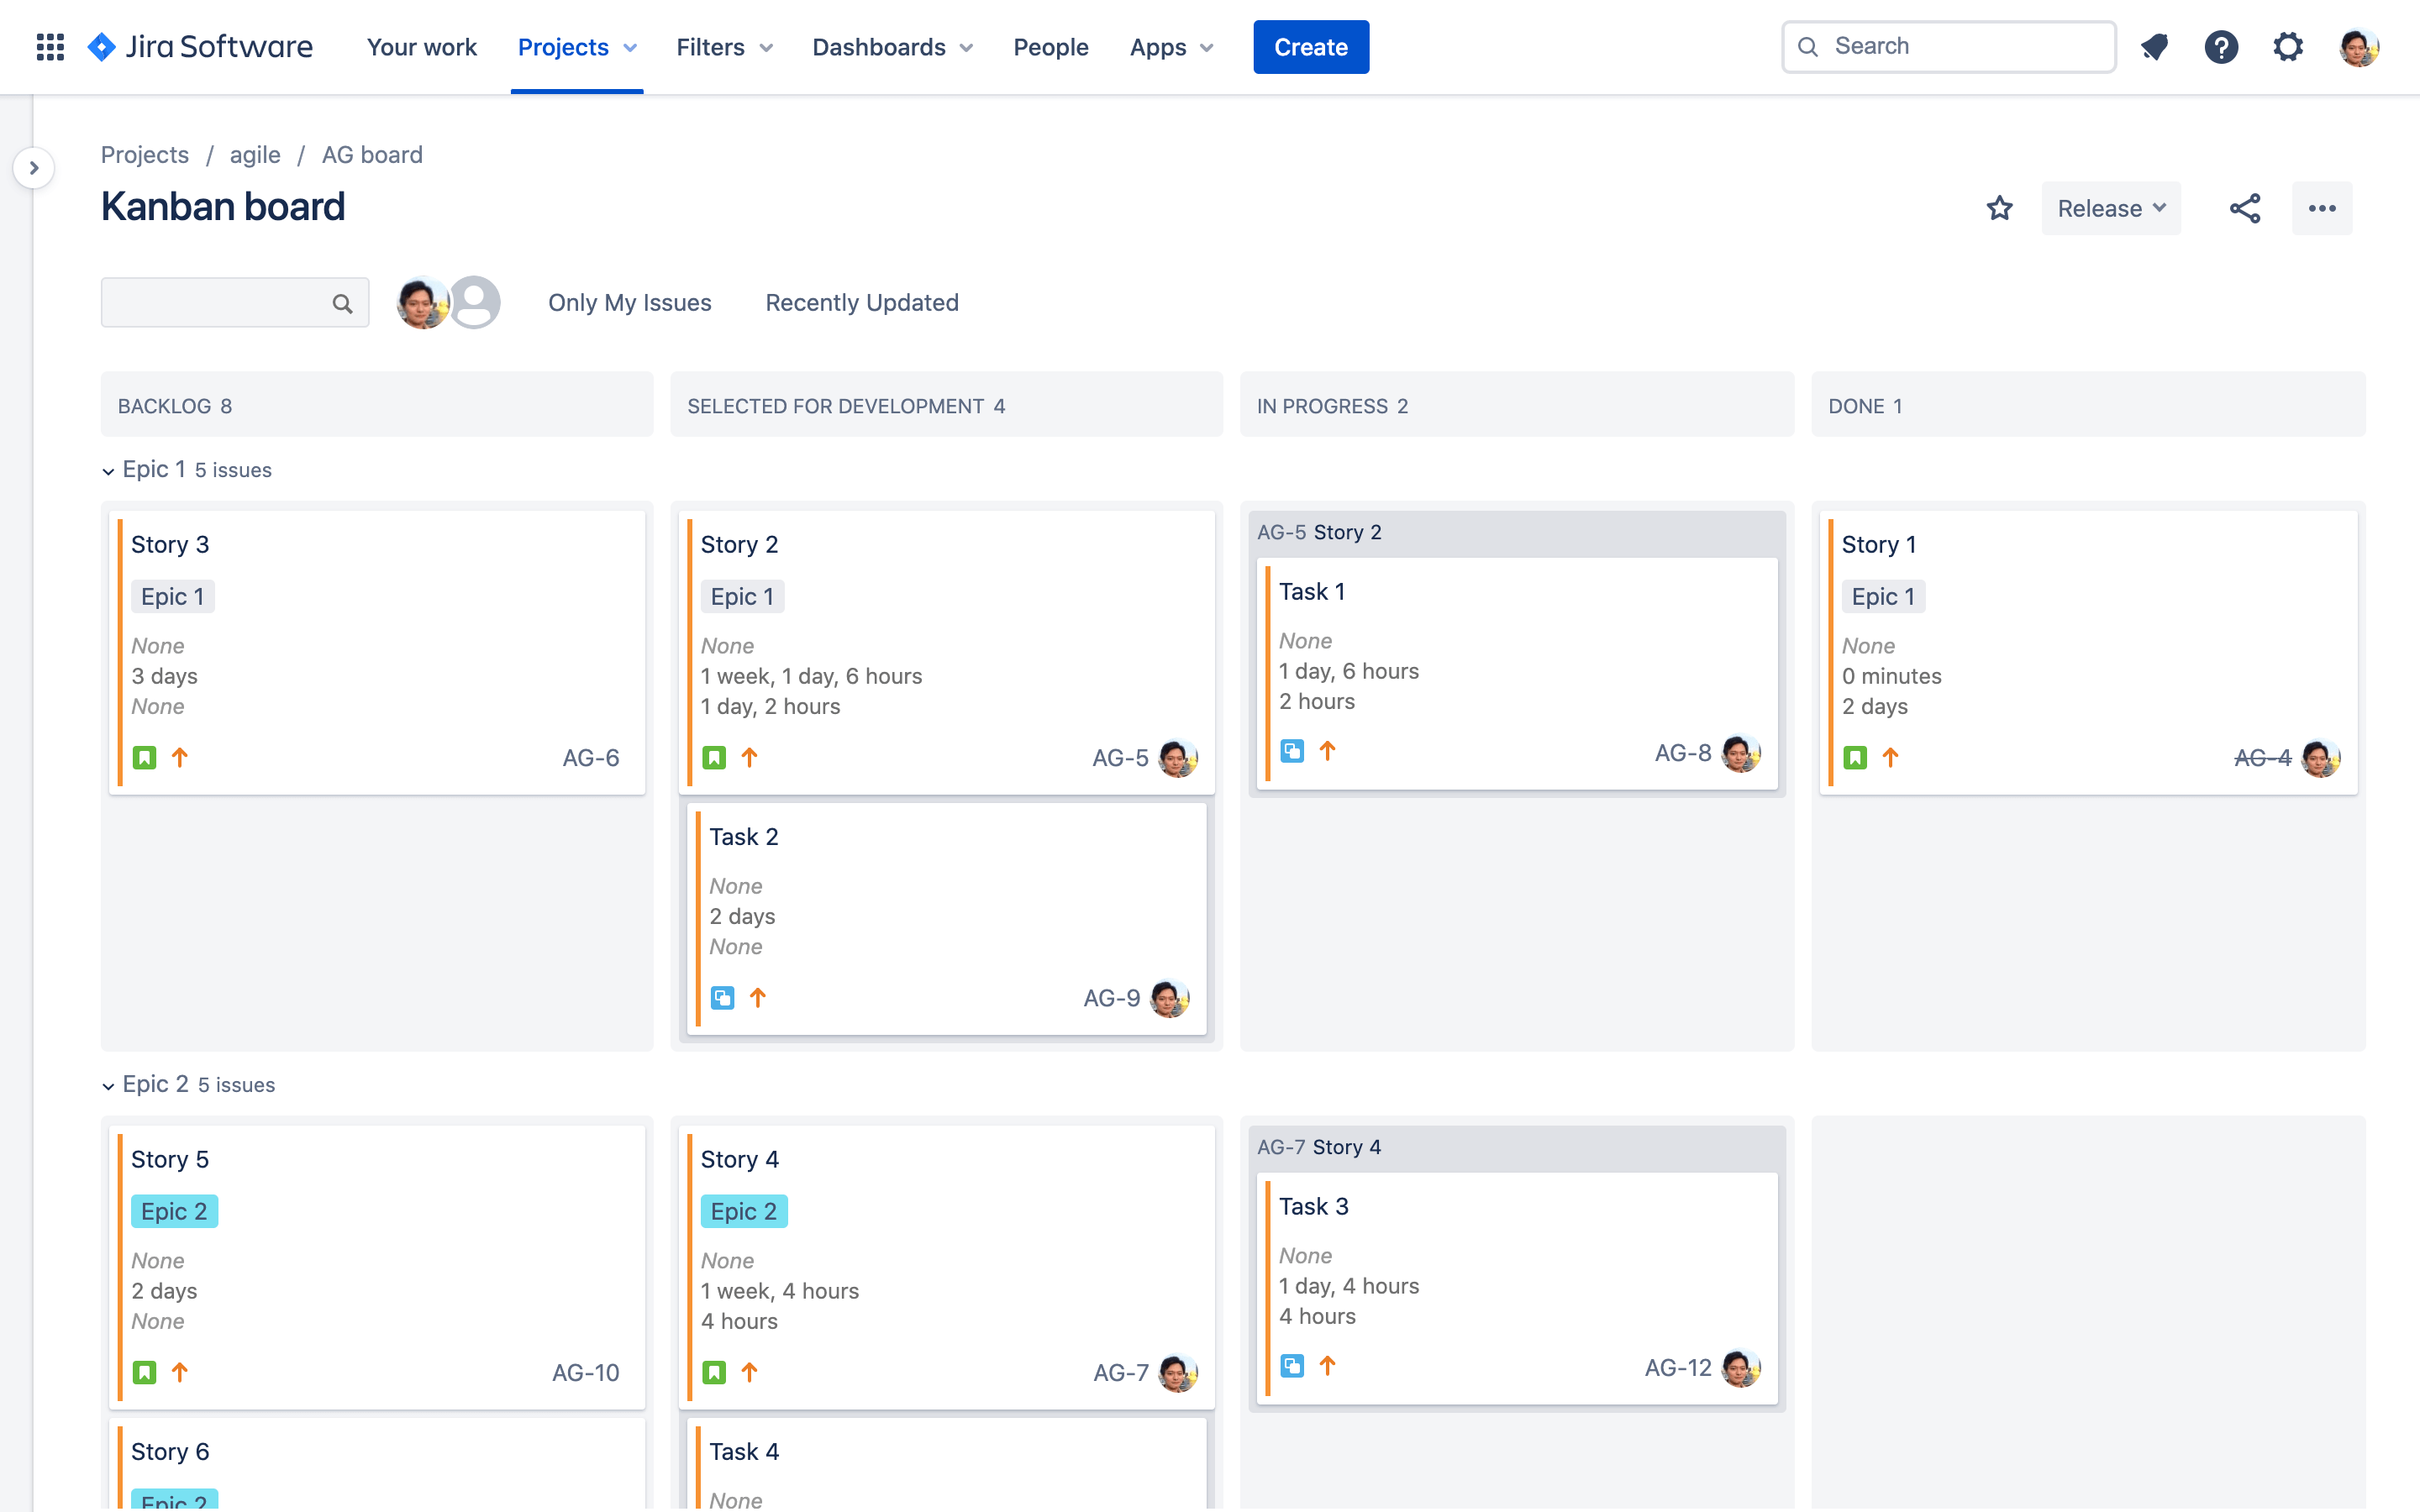 Jira Software Your work Projects Filters Dashboards People Apps Create Search
Projects / agile / AG board
Kanban board
Release
Only My Issues Recently Updated
BACKLOG 8
SELECTED FOR DEVELOPMENT 4
IN PROGRESS 2
DONE 1
Epic 1 5 issues
Story 3
Epic 1
None
3 days
None
AG-6
Story 2
Epic 1
None
1 week, 1 day, 6 hours
1 day, 2 hours
AG-5
Task 2
None
2 days
None
AG-9
AG-5 Story 2
Task 1
None
1 day, 6 hours
2 hours
AG-8
Story 1
Epic 1
None
0 minutes
2 days
AG-4
Epic 2 5 issues
Story 5
Epic 2
None
2 days
None
AG-10
Story 6
Epic 2
Story 4
Epic 2
None
1 week, 4 hours
4 hours
AG-7
Task 4
None
AG-7 Story 4
Task 3
None
1 day, 4 hours
4 hours
AG-12